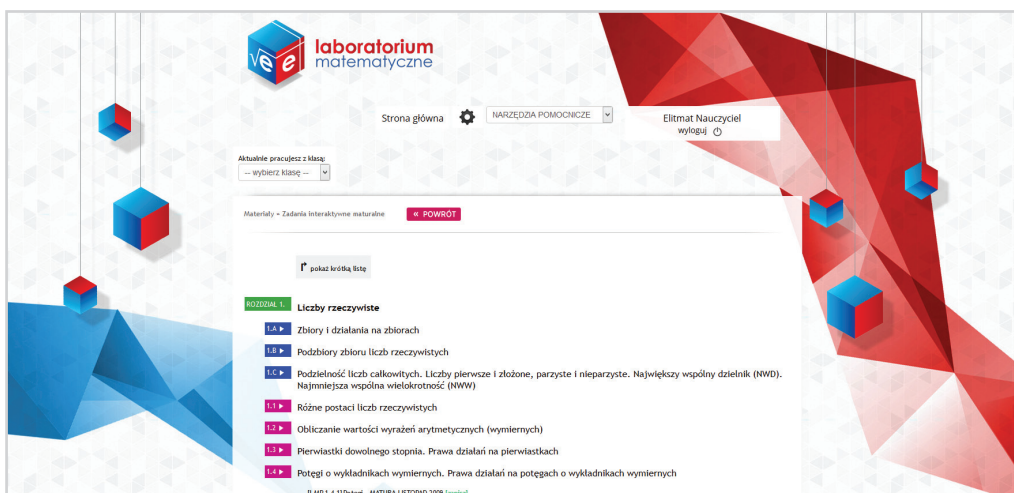 √e e
laboratorium
matematyczne
Strona główna NARZĘDZIA POMOCNICZE Elitmat Nauczyciel
wyloguj
Aktualnie pracujesz z klasą:
-- wybierz klasę --
Materiały • Zadania interaktywne maturalne « POWRÓT
pokaż krótką listę
ROZDZIAŁ 1. Liczby rzeczywiste
1.A ► Zbiory i działania na zbiorach
1.B ► Podzbiory zbioru liczb rzeczywistych
1.C ► Podzielność liczb całkowitych. Liczby pierwsze i złożone, parzyste i nieparzyste. Największy wspólny dzielnik (NWD).
Najmniejsza wspólna wielokrotność (NWW)
1.1 ► Różne postaci liczb rzeczywistych
1.2 ► Obliczanie wartości wyrażeń arytmetycznych (wymiernych)
1.3 ► Pierwiastki dowolnego stopnia. Prawa działań na pierwiastkach
1.4 ► Potęgi o wykładnikach wymiernych. Prawa działań na potęgach o wykładnikach wymiernych
MATURA LISTOPAD 2009